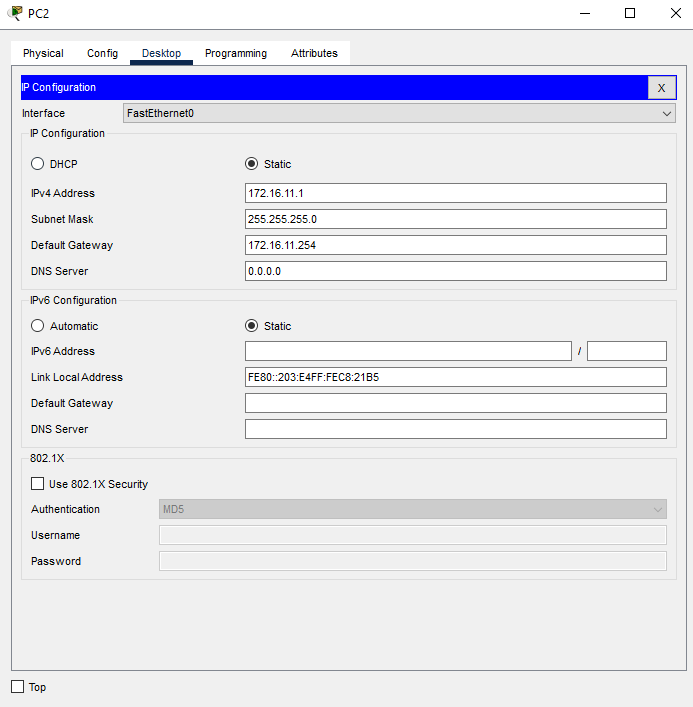 PC2
Physical Config Desktop Programming Attributes
IP Configuration X
Interface FastEthernet0
IP Configuration
DHCP Static
IPv4 Address 172.16.11.1
Subnet Mask 255.255.255.0
Default Gateway 172.16.11.254
DNS Server 0.0.0.0
IPv6 Configuration
Automatic Static
IPv6 Address /
Link Local Address FE80::203:E4FF:FEC8:21B5
Default Gateway
DNS Server
802.1X
Use 802.1X Security
Authentication MD5
Username
Password
Top